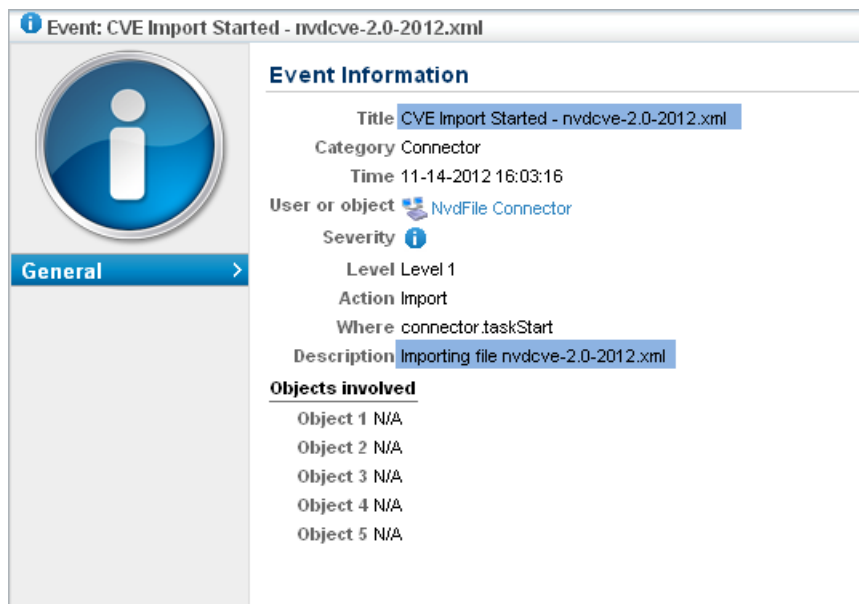 Event: CVE Import Started - nvdcve-2.0-2012.xml
General
Event Information
Title CVE Import Started - nvdcve-2.0-2012.xml
Category Connector
Time 11-14-2012 16:03:16
User or object NvdFile Connector
Severity
Level Level 1
Action Import
Where connector.taskStart
Description Importing file nvdcve-2.0-2012.xml
Objects involved
Object 1 N/A
Object 2 N/A
Object 3 N/A
Object 4 N/A
Object 5 N/A